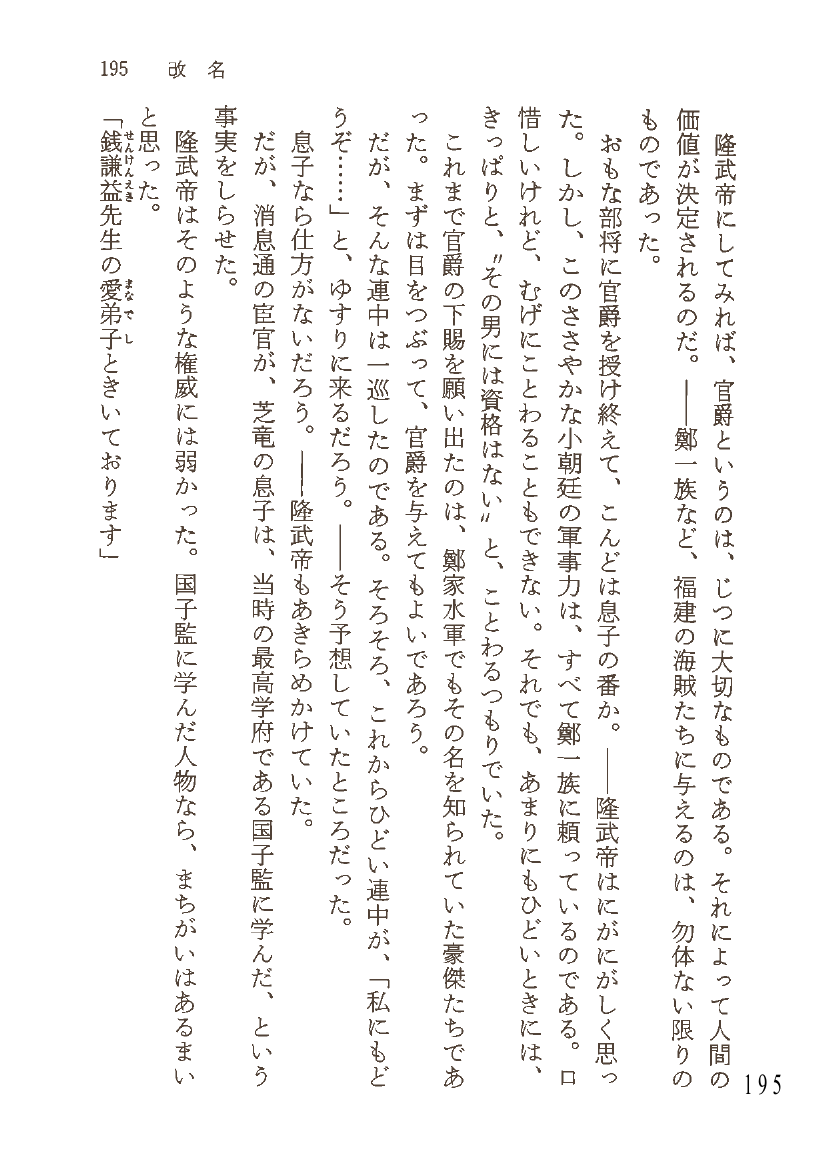 195　改　名
隆武帝にしてみれば、官爵というのは、じつに大切なものである。それによって人間の
価値が決定されるのだ。——鄭一族など、福建の海賊たちに与えるのは、勿体ない限りの
ものであった。
おもな部将に官爵を授け終えて、こんどは息子の番か。——隆武帝はにがにがしく思っ
た。しかし、このささやかな小朝廷の軍事力は、すべて鄭一族に頼っているのである。口
惜しいけれど、むげにことわることもできない。それでも、あまりにもひどいときには、
きっぱりと、〝その男には資格はない〟と、ことわるつもりでいた。
これまで官爵の下賜を願い出たのは、鄭家水軍でもその名を知られていた豪傑たちであ
った。まずは目をつぶって、官爵を与えてもよいであろう。
だが、そんな連中は一巡したのである。そろそろ、これからひどい連中が、「私にもど
うぞ……」と、ゆすりに来るだろう。——そう予想していたところだった。
息子なら仕方がないだろう。——隆武帝もあきらめかけていた。
だが、消息通の宦官が、芝竜の息子は、当時の最高学府である国子監に学んだ、という
事実をしらせた。
隆武帝はそのような権威には弱かった。国子監に学んだ人物なら、まちがいはあるまい
と思った。
「銭謙益先生の愛弟子ときいております」
せんけんえき
まなでし
195